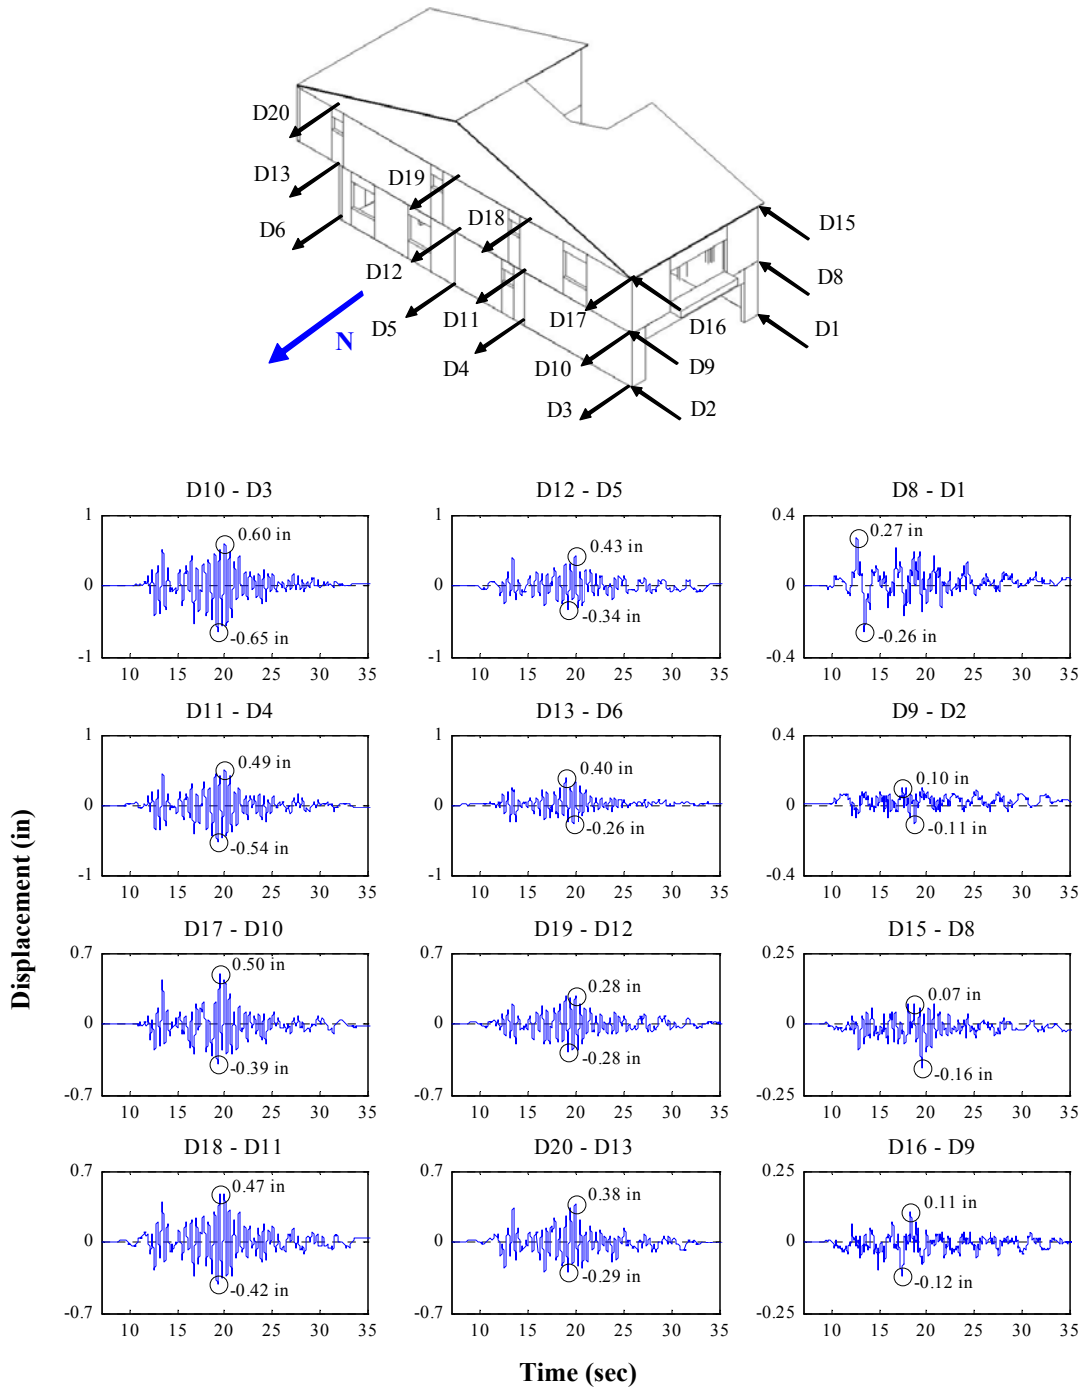 D20
D13
D19
D6
D18
D15
D12
D8
D5
D11
D17
D16
D1
N
D4
D10
D9
D3
D2
D10 - D3
D12 - D5
D8 - D1
1
0
-1
0.60 in
-0.65 in
10 15 20 25 30 35
1
0
-1
0.43 in
-0.34 in
10 15 20 25 30 35
0.4
0
-0.4
0.27 in
-0.26 in
10 15 20 25 30 35
D11 - D4
D13 - D6
D9 - D2
1
0
-1
0.49 in
-0.54 in
10 15 20 25 30 35
1
0
-1
0.40 in
-0.26 in
10 15 20 25 30 35
0.4
0
-0.4
0.10 in
-0.11 in
10 15 20 25 30 35
Displacement (in)
D17 - D10
D19 - D12
D15 - D8
0.7
0
-0.7
0.50 in
-0.39 in
10 15 20 25 30 35
0.7
0
-0.7
0.28 in
-0.28 in
10 15 20 25 30 35
0.25
0
-0.25
0.07 in
-0.16 in
10 15 20 25 30 35
D18 - D11
D20 - D13
D16 - D9
0.7
0
-0.7
0.47 in
-0.42 in
10 15 20 25 30 35
0.7
0
-0.7
0.38 in
-0.29 in
10 15 20 25 30 35
0.25
0
-0.25
0.11 in
-0.12 in
10 15 20 25 30 35
Time (sec)